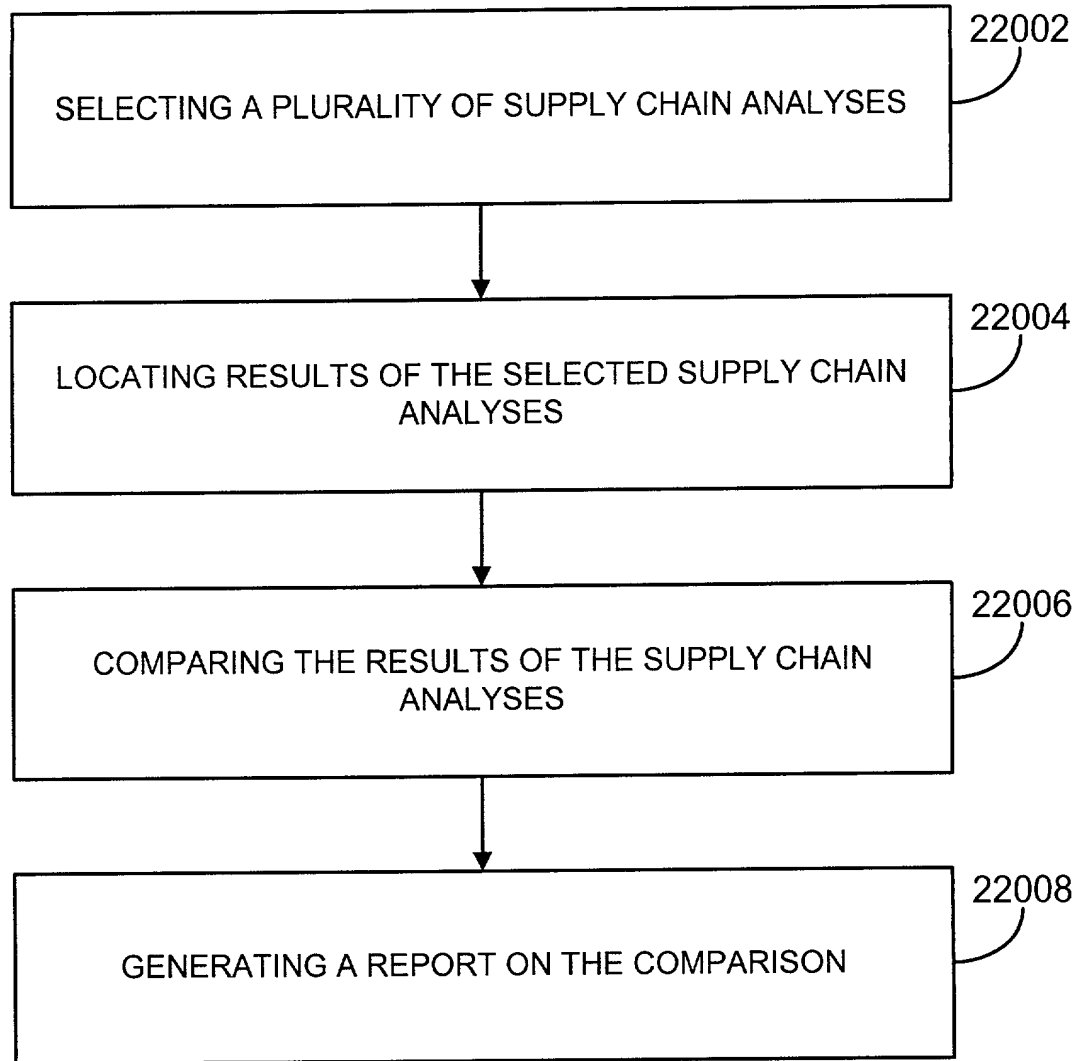 22002
SELECTING A PLURALITY OF SUPPLY CHAIN ANALYSES
22004
LOCATING RESULTS OF THE SELECTED SUPPLY CHAIN
ANALYSES
22006
COMPARING THE RESULTS OF THE SUPPLY CHAIN
ANALYSES
22008
GENERATING A REPORT ON THE COMPARISON